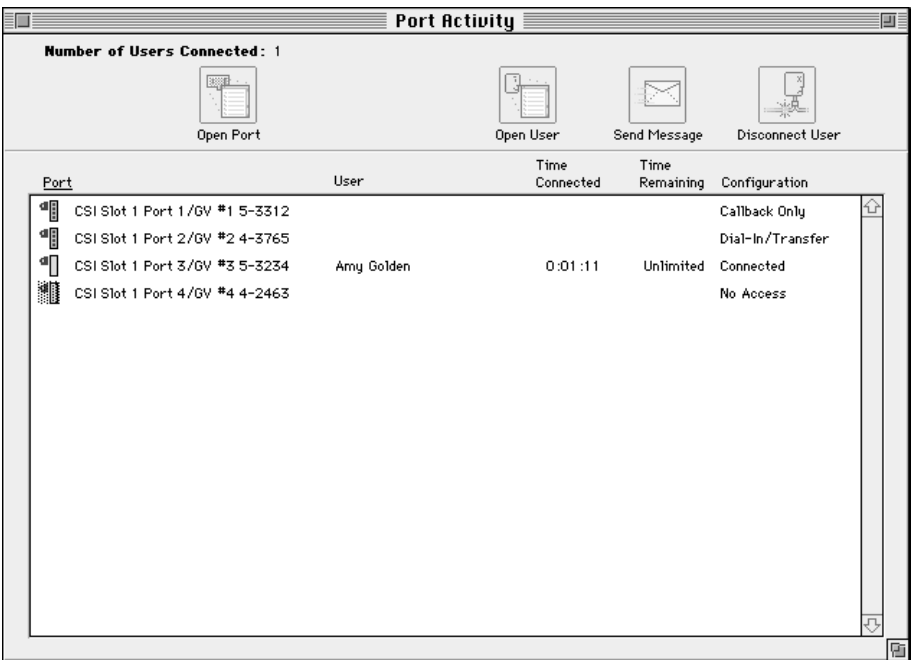 Port Activity
Number of Users Connected: 1
Open Port Open User Send Message Disconnect User
Port User Time Connected Time Remaining Configuration
CSI Slot 1 Port 1/GV #1 5-3312 Callback Only
CSI Slot 1 Port 2/GV #2 4-3765 Dial-In/Transfer
CSI Slot 1 Port 3/GV #3 5-3234 Amy Golden 0:01:11 Unlimited Connected
CSI Slot 1 Port 4/GV #4 4-2463 No Access